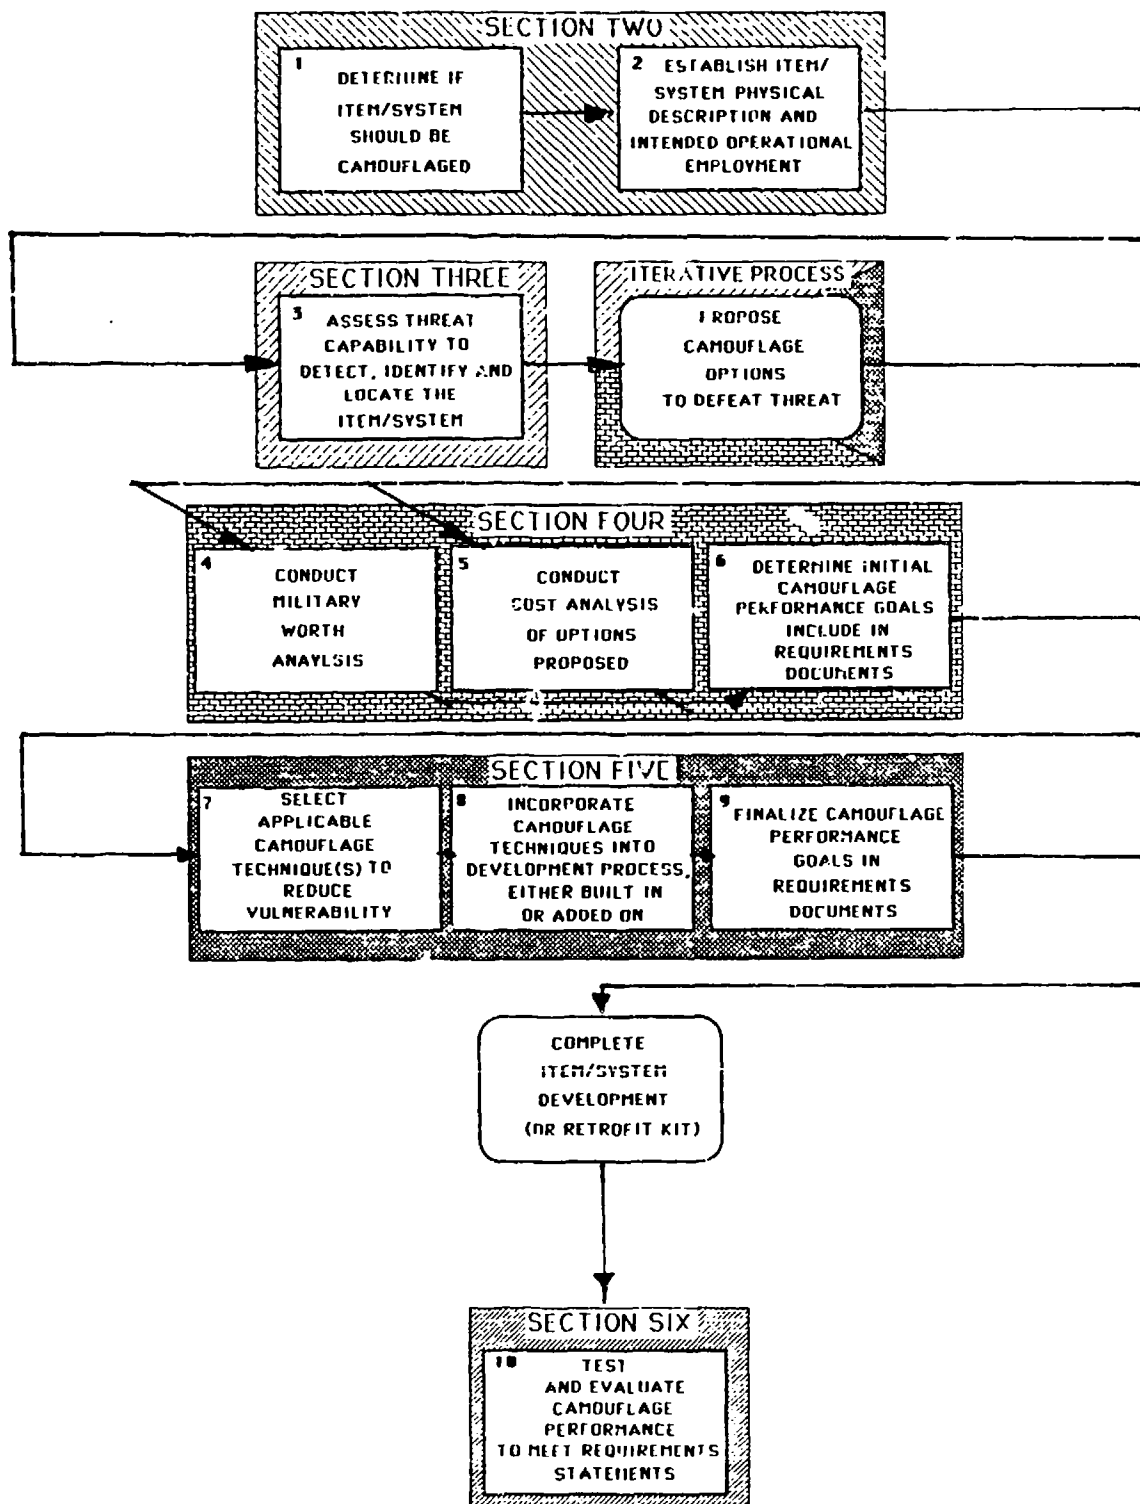 SECTION TWO
1
DETERMINE IF
ITEM/SYSTEM
SHOULD BE
CAMOUFLAGED
2 ESTABLISH ITEM/
SYSTEM PHYSICAL
DESCRIPTION AND
INTENDED OPERATIONAL
EMPLOYMENT
SECTION THREE
3
ASSESS THREAT
CAPABILITY TO
DETECT, IDENTIFY AND
LOCATE THE
ITEM/SYSTEM
ITERATIVE PROCESS
PROPOSE
CAMOUFLAGE
OPTIONS
TO DEFEAT THREAT
SECTION FOUR
4
CONDUCT
MILITARY
WORTH
ANAYLSIS
5
CONDUCT
COST ANALYSIS
OF OPTIONS
PROPOSED
6
DETERMINE INITIAL
CAMOUFLAGE
PERFORMANCE GOALS
INCLUDE IN
REQUIREMENTS
DOCUMENTS
SECTION FIVE
7
SELECT
APPLICABLE
CAMOUFLAGE
TECHNIQUE(S) TO
REDUCE
VULNERABILITY
8
INCORPORATE
CAMOUFLAGE
TECHNIQUES INTO
DEVELOPMENT PROCESS,
EITHER BUILT IN
OR ADDED ON
9
FINALIZE CAMOUFLAGE
PERFORMANCE
GOALS IN
REQUIREMENTS
DOCUMENTS
COMPLETE
ITEM/SYSTEM
DEVELOPMENT
(OR RETROFIT KIT)
SECTION SIX
10
TEST
AND EVALUATE
CAMOUFLAGE
PERFORMANCE
TO MEET REQUIREMENTS
STATEMENTS